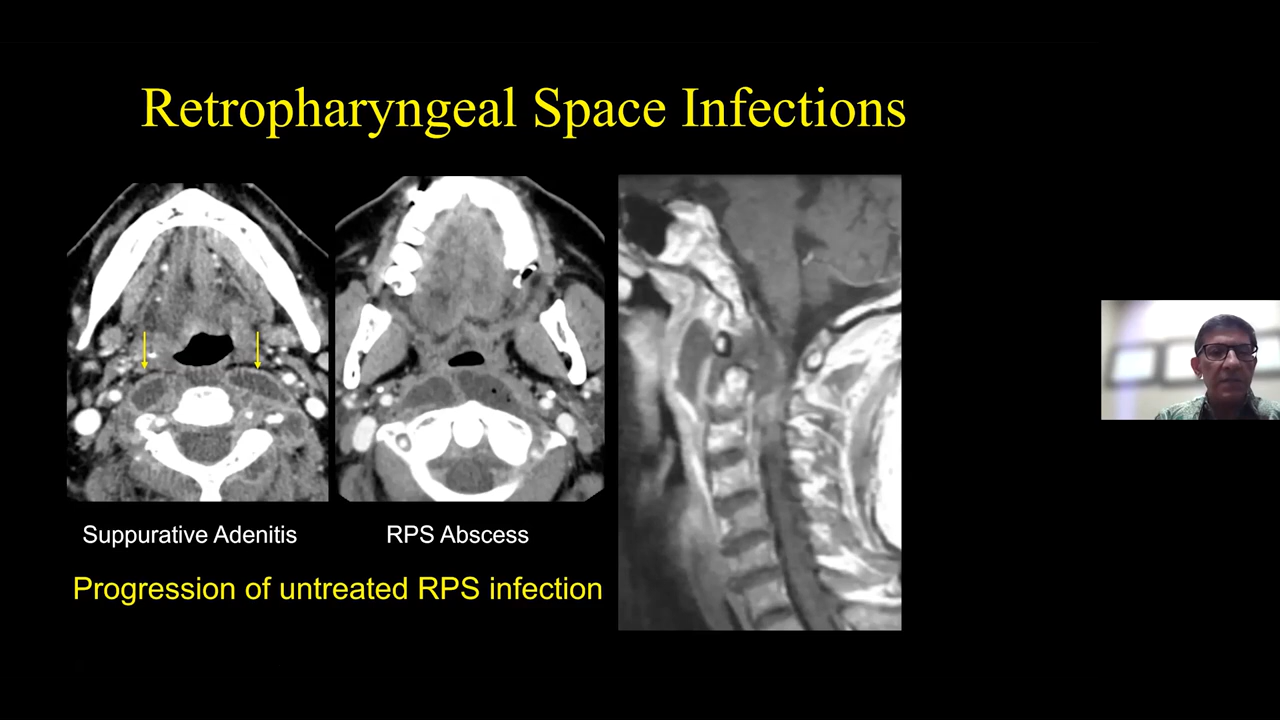 Retropharyngeal Space Infections
Suppurative Adenitis
RPS Abscess
Progression of untreated RPS infection